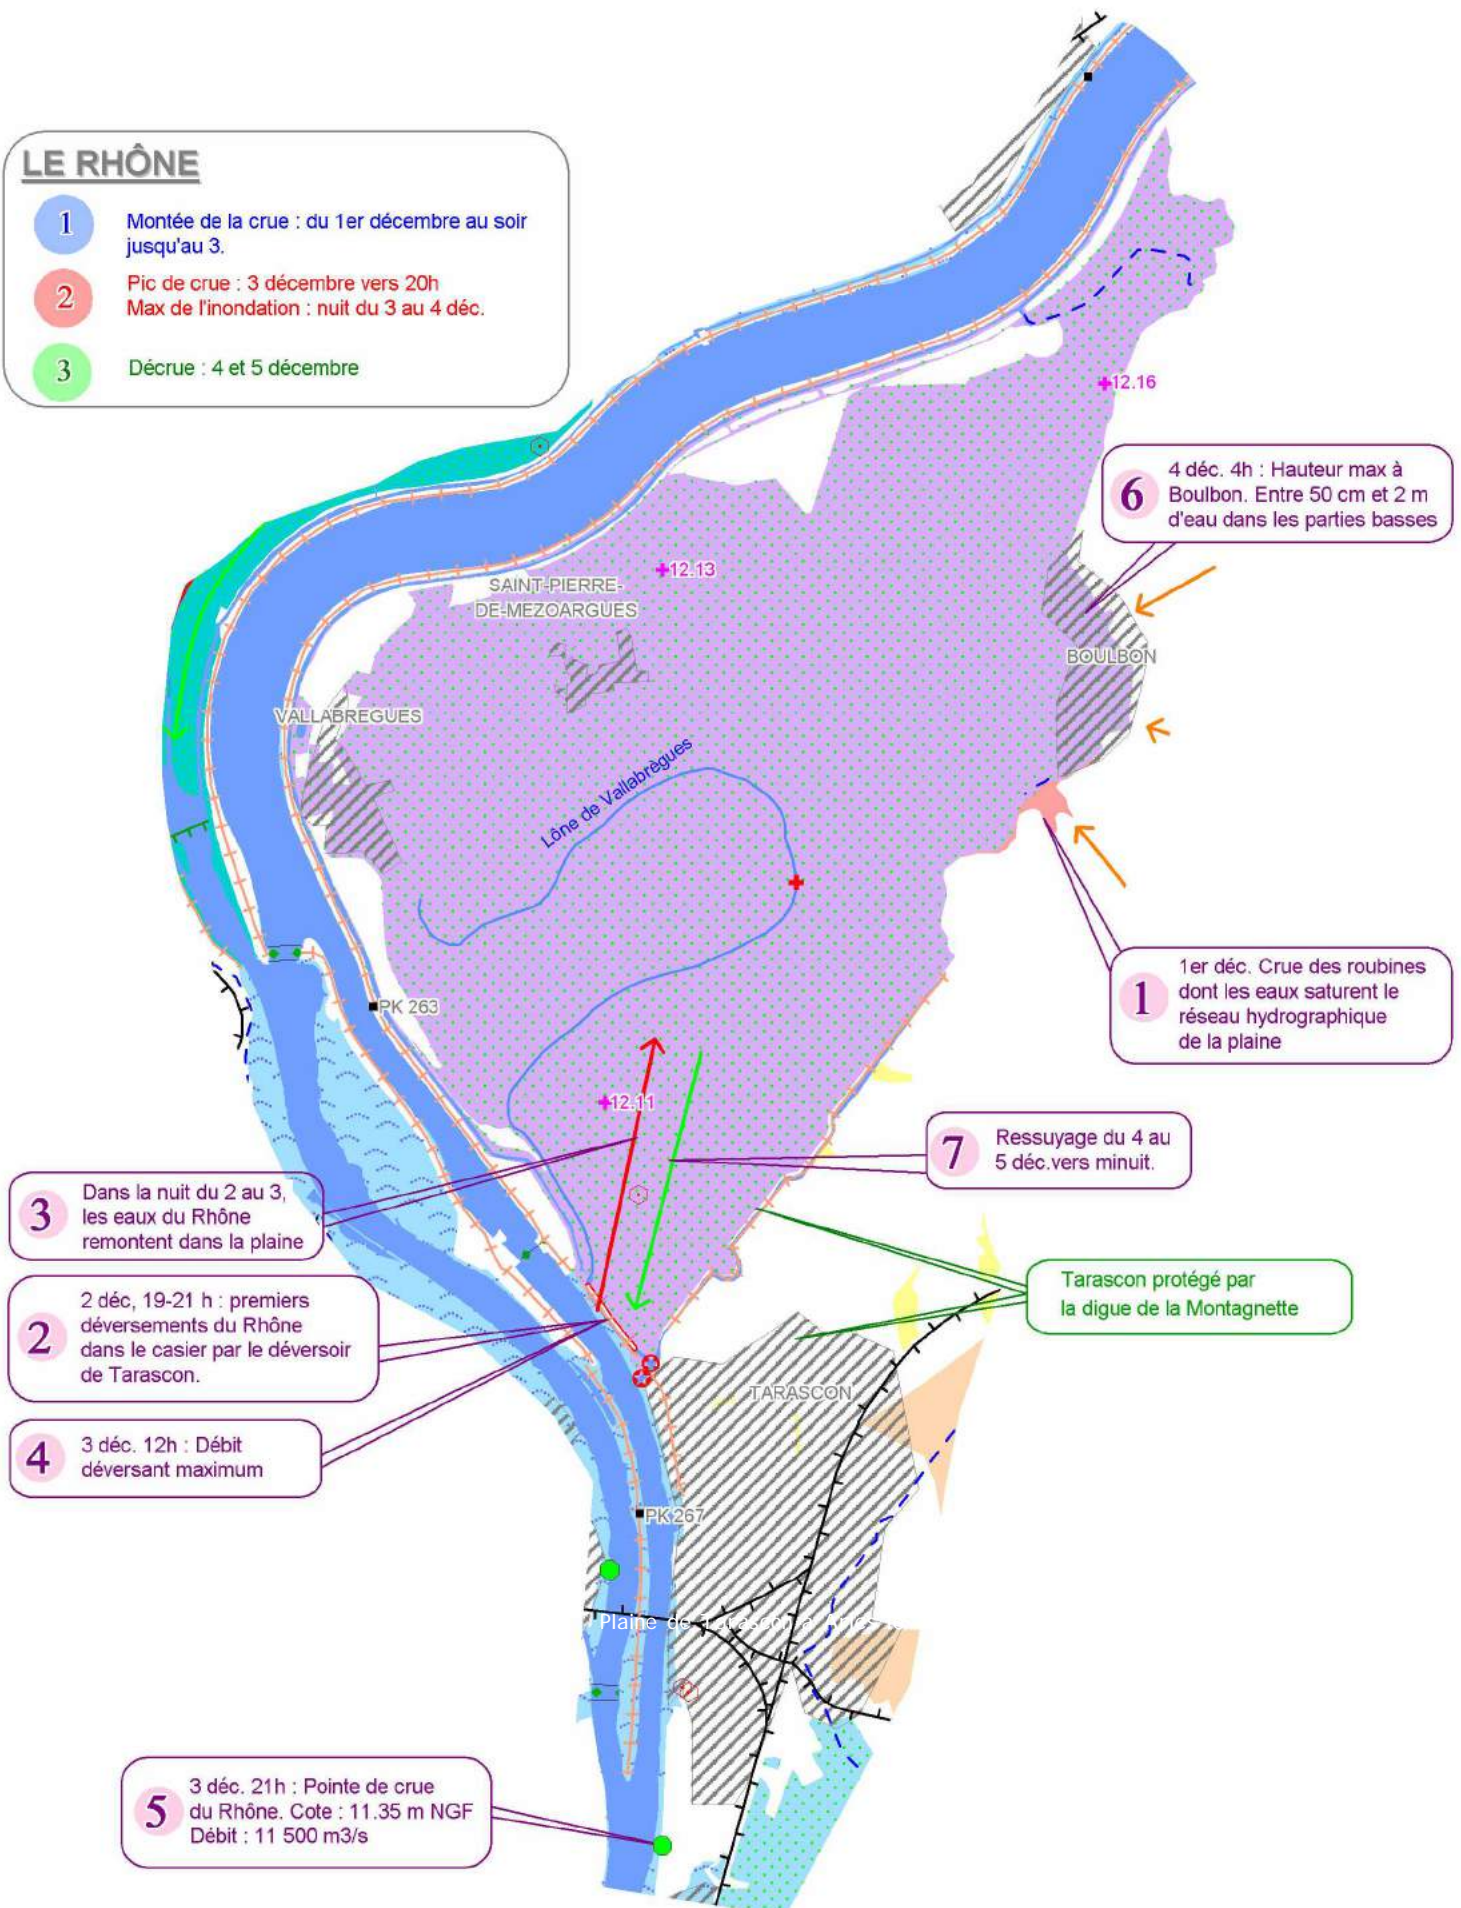 LE RHÔNE
1
Montée de la crue : du 1er décembre au soir
jusqu'au 3.
2
Pic de crue : 3 décembre vers 20h
Max de l'inondation : nuit du 3 au 4 déc.
3
Décrue : 4 et 5 décembre
12.16
6
4 déc. 4h : Hauteur max à
Boulbon. Entre 50 cm et 2 m
d'eau dans les parties basses
12.13
SAINT-PIERRE-
DE-MEZOARGUES
BOULBON
VALLABREGUES
Lône de Vallabrègues
1
1er déc. Crue des roubines
dont les eaux saturent le
réseau hydrographique
de la plaine
PK 263
12.11
7
Ressuyage du 4 au
5 déc.vers minuit.
3
Dans la nuit du 2 au 3,
les eaux du Rhône
remontent dans la plaine
2
2 déc, 19-21 h : premiers
déversements du Rhône
dans le casier par le déversoir
de Tarascon.
Tarascon protégé par
la digue de la Montagnette
TARASCON
4
3 déc. 12h : Débit
déversant maximum
PK 267
Plaine de Tarascon à Arles
5
3 déc. 21h : Pointe de crue
du Rhône. Cote : 11.35 m NGF
Débit : 11 500 m3/s